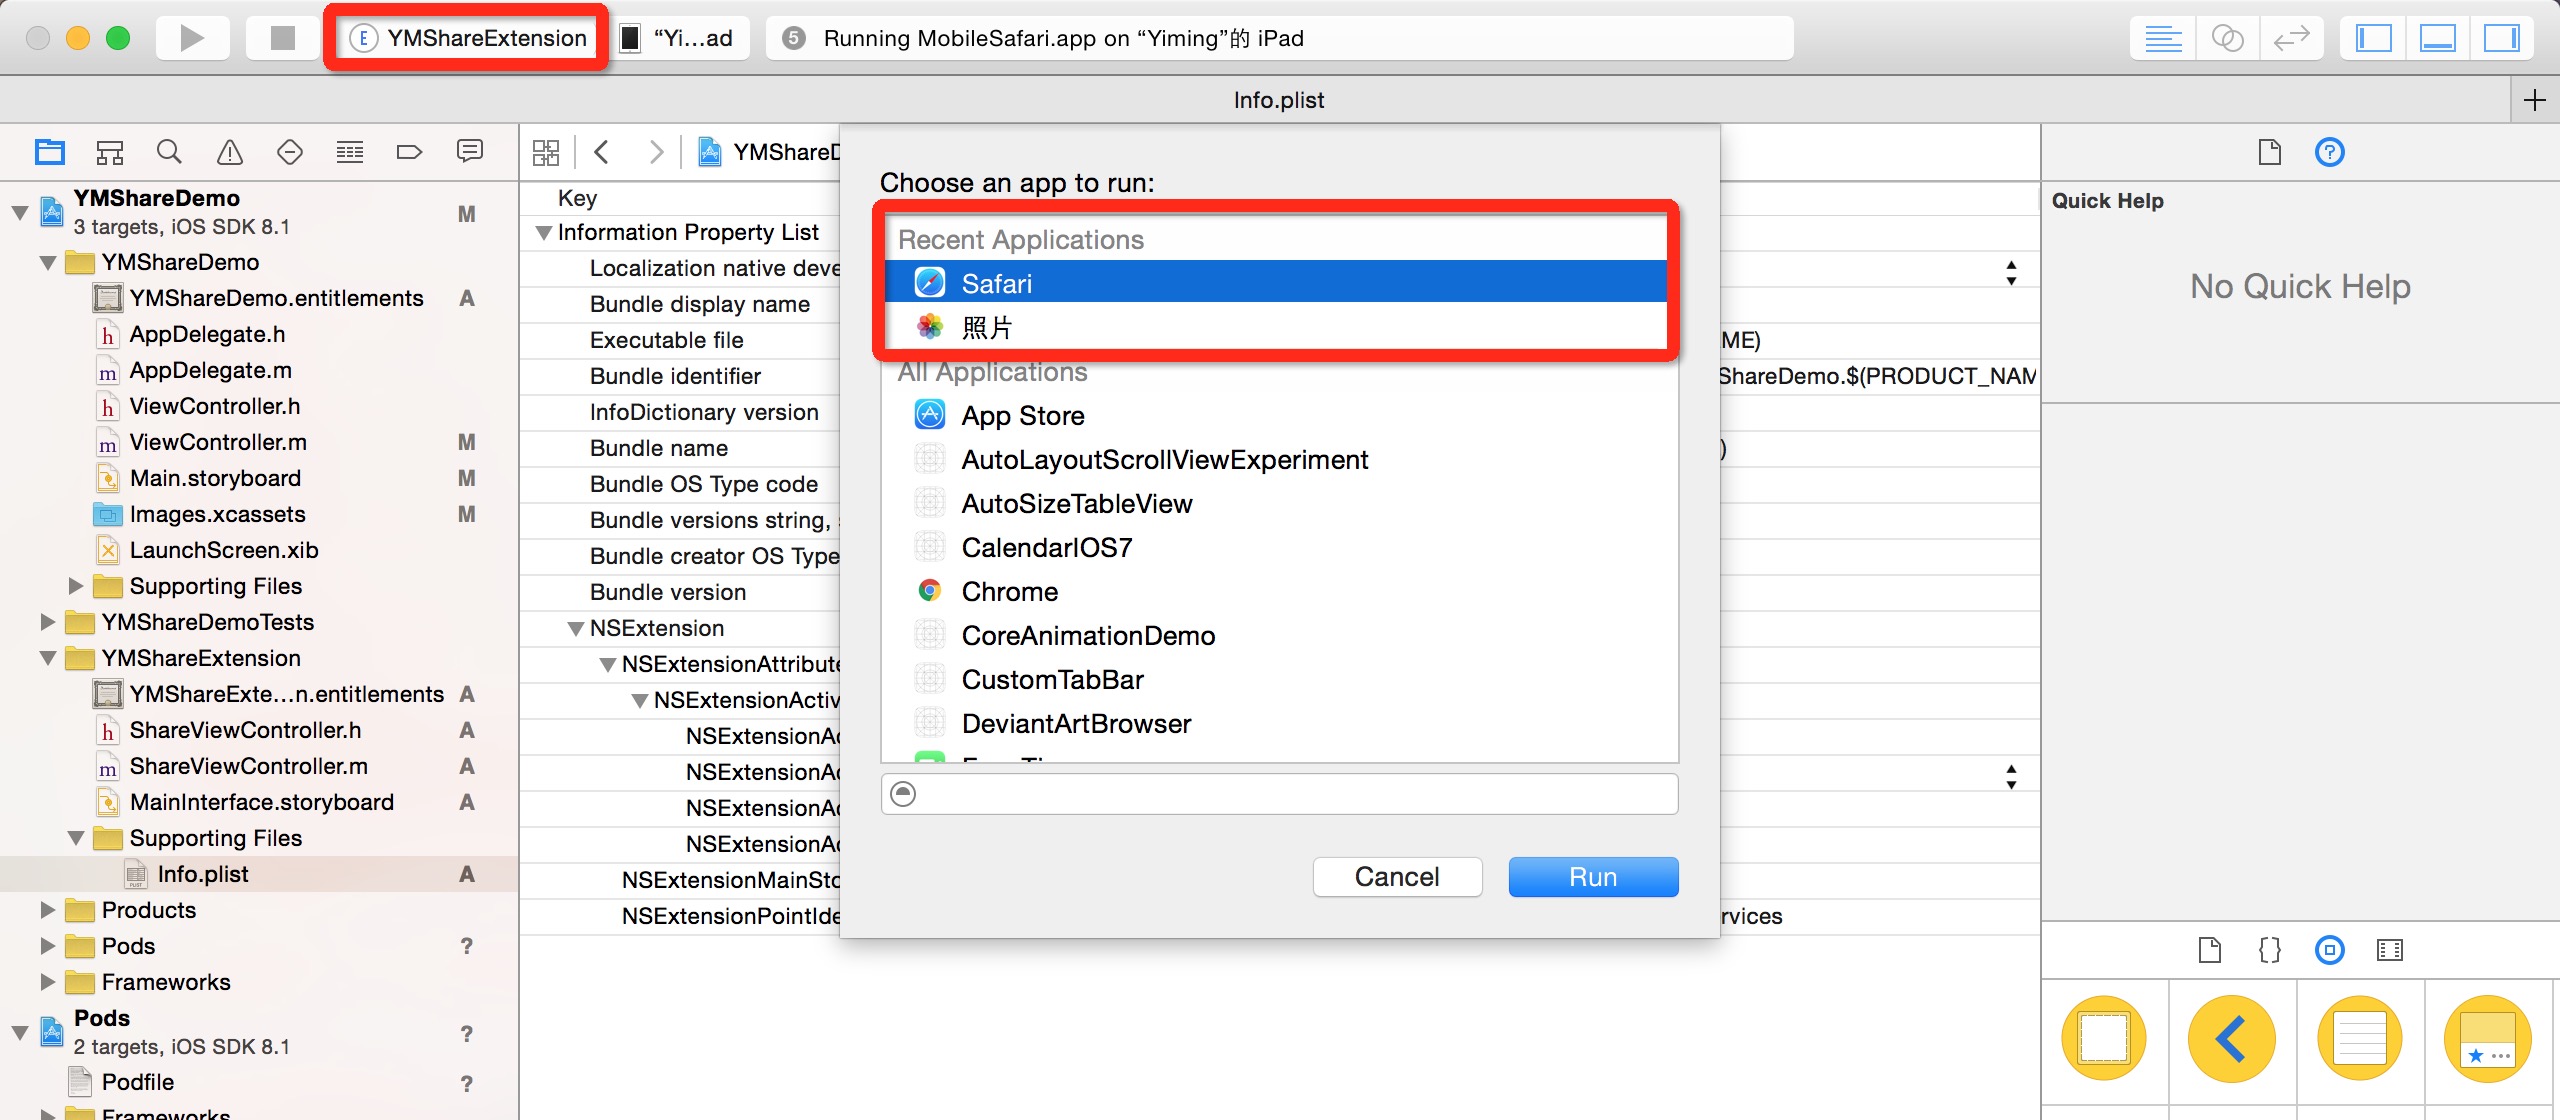 E YMShareExtension
“Yi...ad
5 Running MobileSafari.app on “Yiming”的 iPad
Info.plist
YMShareDemo M
3 targets, iOS SDK 8.1
YMShareDemo
YMShareDemo.entitlements A
h AppDelegate.h
m AppDelegate.m
h ViewController.h
m ViewController.m M
Main.storyboard M
Images.xcassets M
LaunchScreen.xib
Supporting Files
YMShareDemoTests
YMShareExtension
YMShareExte...n.entitlements A
h ShareViewController.h A
m ShareViewController.m A
MainInterface.storyboard A
Supporting Files
Info.plist A
Products
Pods ?
Frameworks
Pods ?
2 targets, iOS SDK 8.1
Podfile ?
Frameworks
YMShareD
Key
Information Property List
Localization native deve
Bundle display name
Executable file
Bundle identifier
InfoDictionary version
Bundle name
Bundle OS Type code
Bundle versions string,
Bundle creator OS Type
Bundle version
NSExtension
NSExtensionAttribute
NSExtensionActiv
NSExtensionAc
NSExtensionAc
NSExtensionAc
NSExtensionAc
NSExtensionMainSto
NSExtensionPointIde
Choose an app to run:
Recent Applications
Safari
照片
All Applications
App Store
AutoLayoutScrollViewExperiment
AutoSizeTableView
CalendarIOS7
Chrome
CoreAnimationDemo
CustomTabBar
DeviantArtBrowser
Cancel
Run
ME)
ShareDemo.$(PRODUCT_NAM
)
rvices
?
Quick Help
No Quick Help
{}